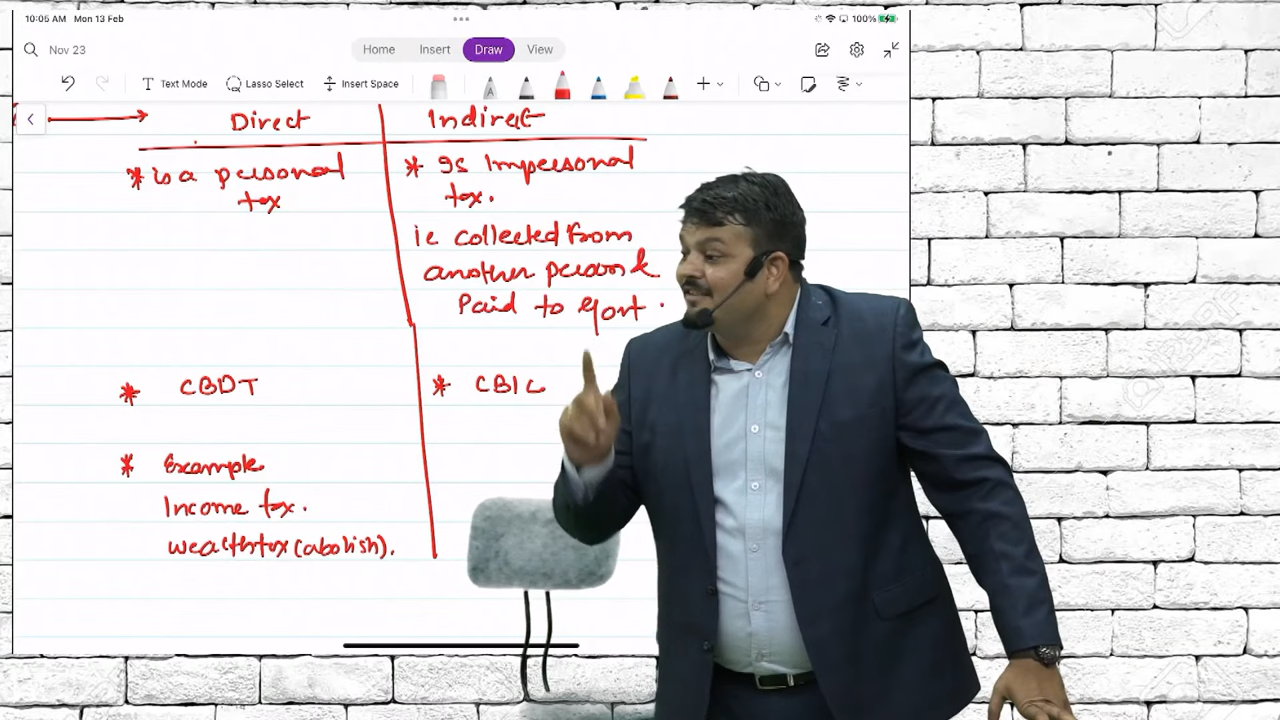 10:05 AM Mon 13 Feb
100%
Nov 23
Home Insert Draw View
Text Mode Lasso Select Insert Space
Direct Indirect
* is a personal
tax
* Is Impersonal
tax.
ie collected from
another person &
Paid to Govt.
* CBDT
* CBIC
* Example
Income tax.
wealthtax (abolish).